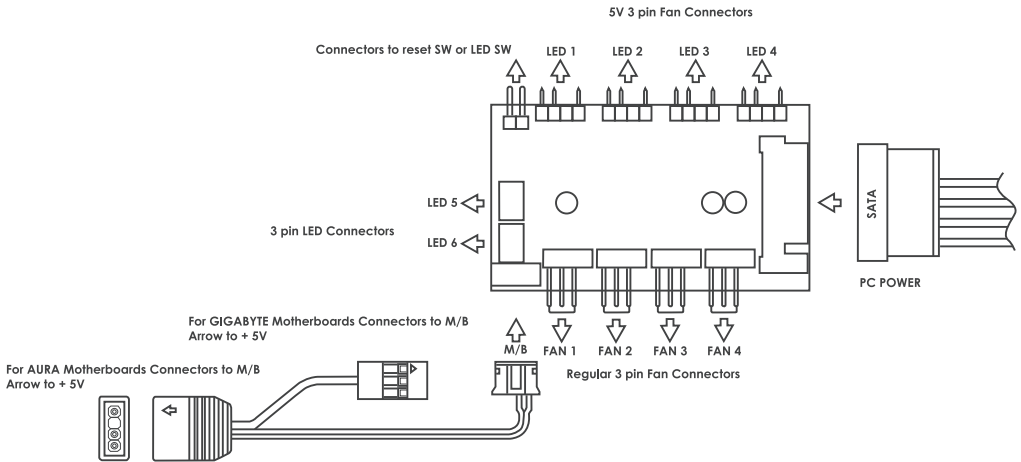 5V 3 pin Fan Connectors
Connectors to reset SW or LED SW
LED 1
LED 2
LED 3
LED 4
LED 5
3 pin LED Connectors
LED 6
SATA
PC POWER
For GIGABYTE Motherboards Connectors to M/B
Arrow to + 5V
M/B
FAN 1
FAN 2
FAN 3
FAN 4
Regular 3 pin Fan Connectors
For AURA Motherboards Connectors to M/B
Arrow to + 5V